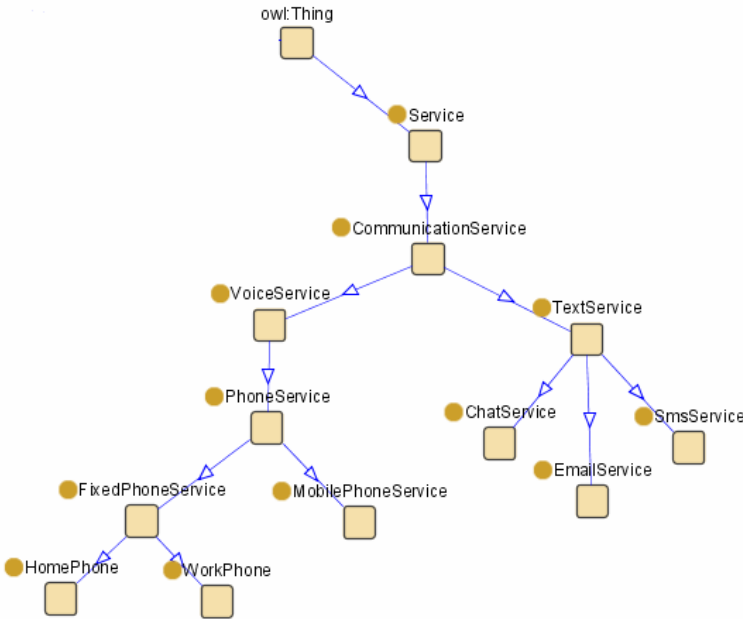 owl:Thing
Service
CommunicationService
VoiceService
TextService
PhoneService
ChatService
SmsService
EmailService
FixedPhoneService
MobilePhoneService
HomePhone
WorkPhone